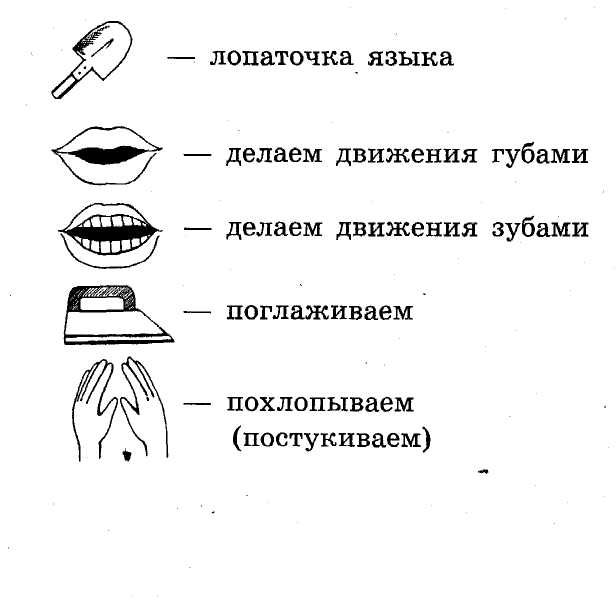 — лопаточка языка
— делаем движения губами
— делаем движения зубами
— поглаживаем
— похлопываем
(постукиваем)